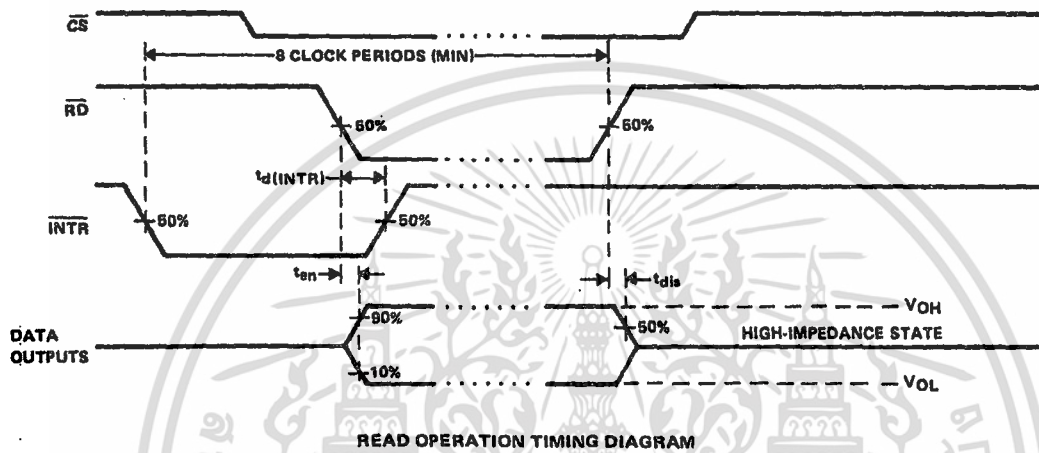 CS
8 CLOCK PERIODS (MIN)
RD
50%
50%
td(INTR)
INTR
50%
50%
ten
tdis
DATA
OUTPUTS
90%
10%
50%
VOH
HIGH-IMPEDANCE STATE
VOL
READ OPERATION TIMING DIAGRAM